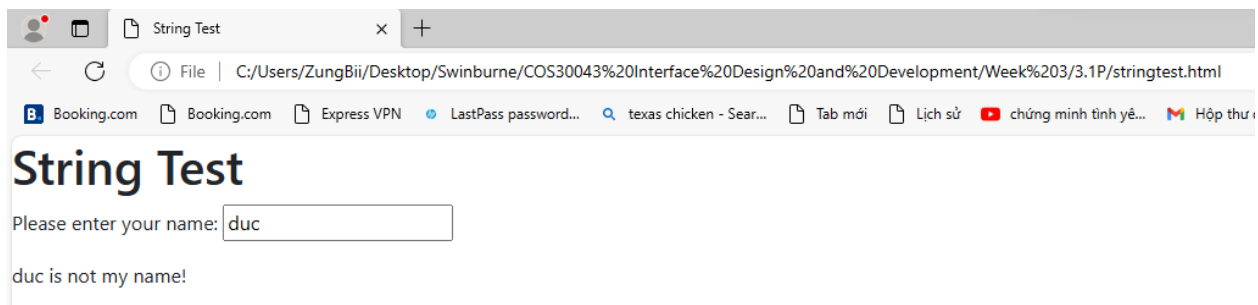 String Test
File | C:/Users/ZungBii/Desktop/Swinburne/COS30043%20Interface%20Design%20and%20Development/Week%203/3.1P/stringtest.html
B. Booking.com Booking.com Express VPN LastPass password... texas chicken - Sear... Tab mới Lịch sử chứng minh tình yê... Hộp thư
String Test
Please enter your name: duc
duc is not my name!